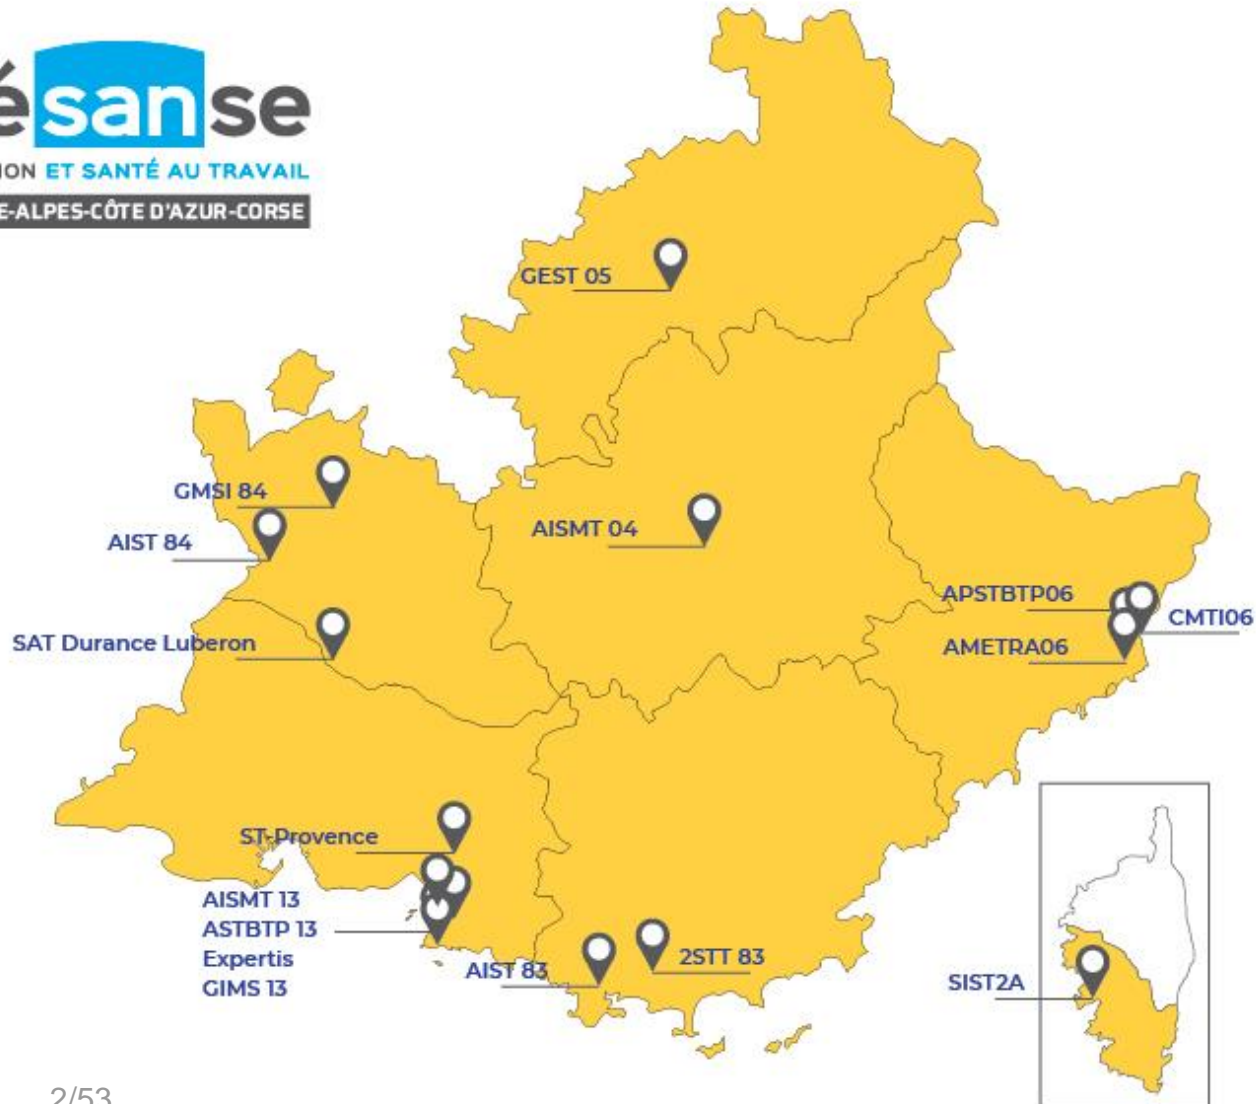 ésanse
ION ET SANTÉ AU TRAVAIL
E-ALPES-CÔTE D'AZUR-CORSE
GEST 05
GMSI 84
AIST 84
AISMT 04
SAT Durance Luberon
APSTBTP06
CMTI06
AMETRA06
ST-Provence
AISMT 13
ASTBTP 13
Expertis
GIMS 13
AIST 83
2STT 83
SIST2A
2/53